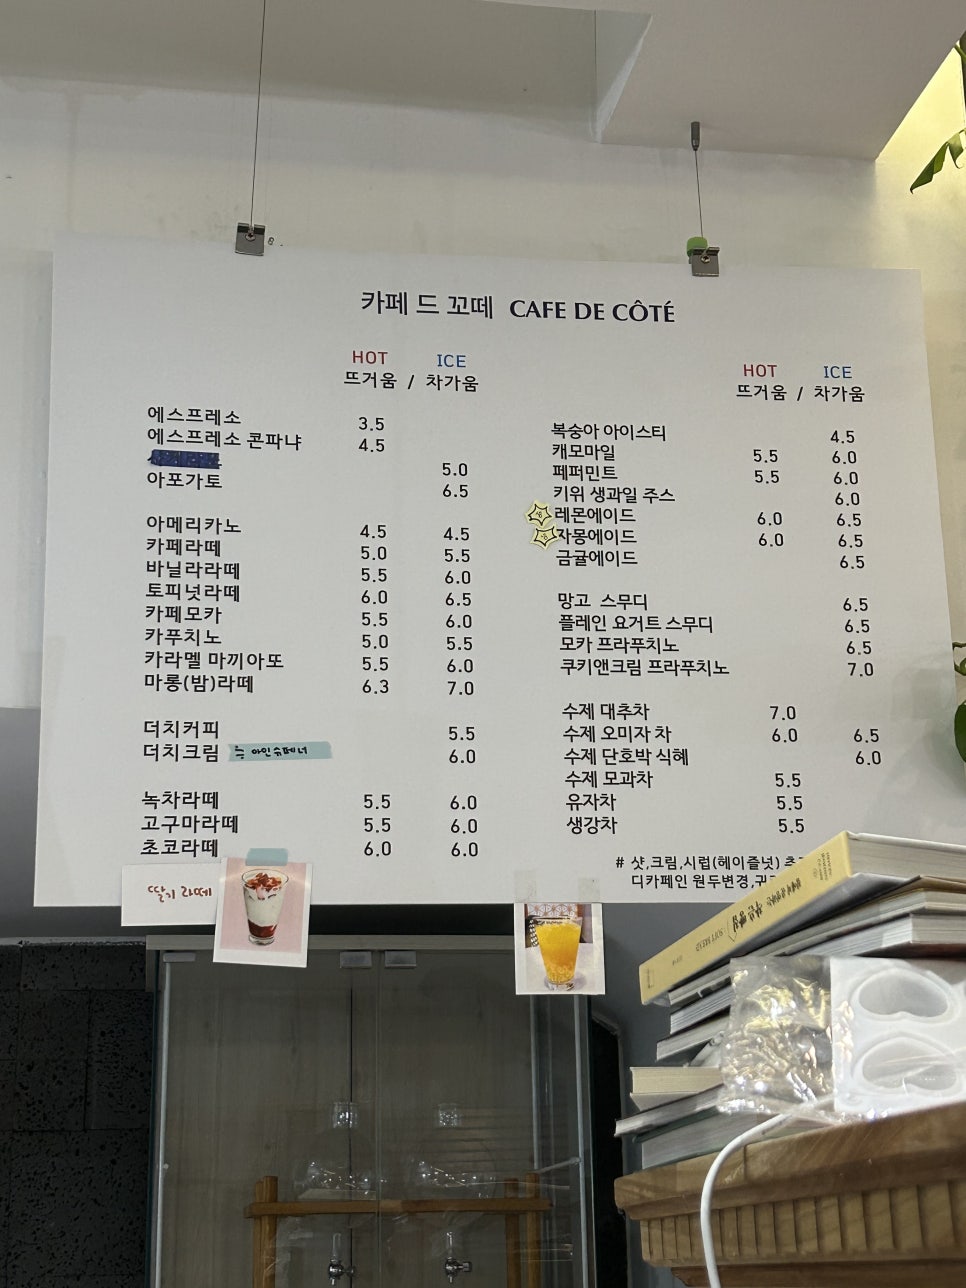 카페 드 꼬떼 CAFE DE CÔTÉ
HOT ICE
뜨거움 / 차가움
에스프레소 3.5
에스프레소 콘파냐 4.5
5.0
아포가토 6.5
아메리카노 4.5 4.5
카페라떼 5.0 5.5
바닐라라떼 5.5 6.0
토피넛라떼 6.0 6.5
카페모카 5.5 6.0
카푸치노 5.0 5.5
카라멜 마끼아또 5.5 6.0
마롱(밤)라떼 6.3 7.0
더치커피 5.5
더치크림 ≒ 아인슈페너 6.0
녹차라떼 5.5 6.0
고구마라떼 5.5 6.0
초코라떼 6.0 6.0
딸기 라떼
HOT ICE
뜨거움 / 차가움
복숭아 아이스티 4.5
캐모마일 5.5 6.0
페퍼민트 5.5 6.0
키위 생과일 주스 6.0
레몬에이드 6.0 6.5
자몽에이드 6.0 6.5
금귤에이드 6.5
망고 스무디 6.5
플레인 요거트 스무디 6.5
모카 프라푸치노 6.5
쿠키앤크림 프라푸치노 7.0
수제 대추차 7.0
수제 오미자 차 6.0 6.5
수제 단호박 식혜 6.0
수제 모과차 5.5
유자차 5.5
생강차 5.5
# 샷,크림,시럽(헤이즐넛)
디카페인 원두변경,
SOFT BREAD